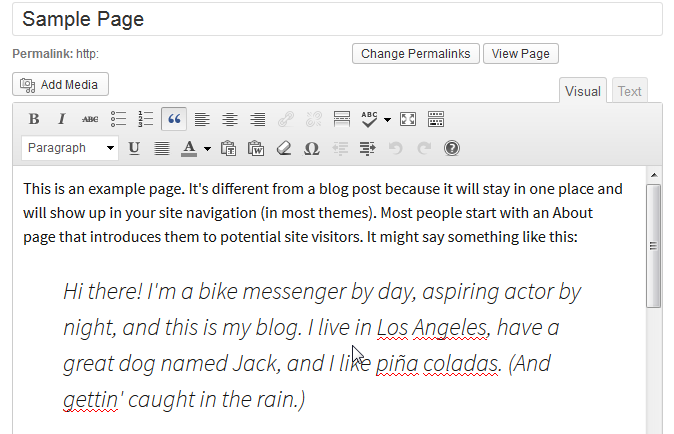 Sample Page
Permalink: http: Change Permalinks View Page
Add Media
Visual Text
B I ABC ABC
Paragraph U A Ω
This is an example page. It's different from a blog post because it will stay in one place and
will show up in your site navigation (in most themes). Most people start with an About
page that introduces them to potential site visitors. It might say something like this:
Hi there! I'm a bike messenger by day, aspiring actor by
night, and this is my blog. I live in Los Angeles, have a
great dog named Jack, and I like piña coladas. (And
gettin' caught in the rain.)